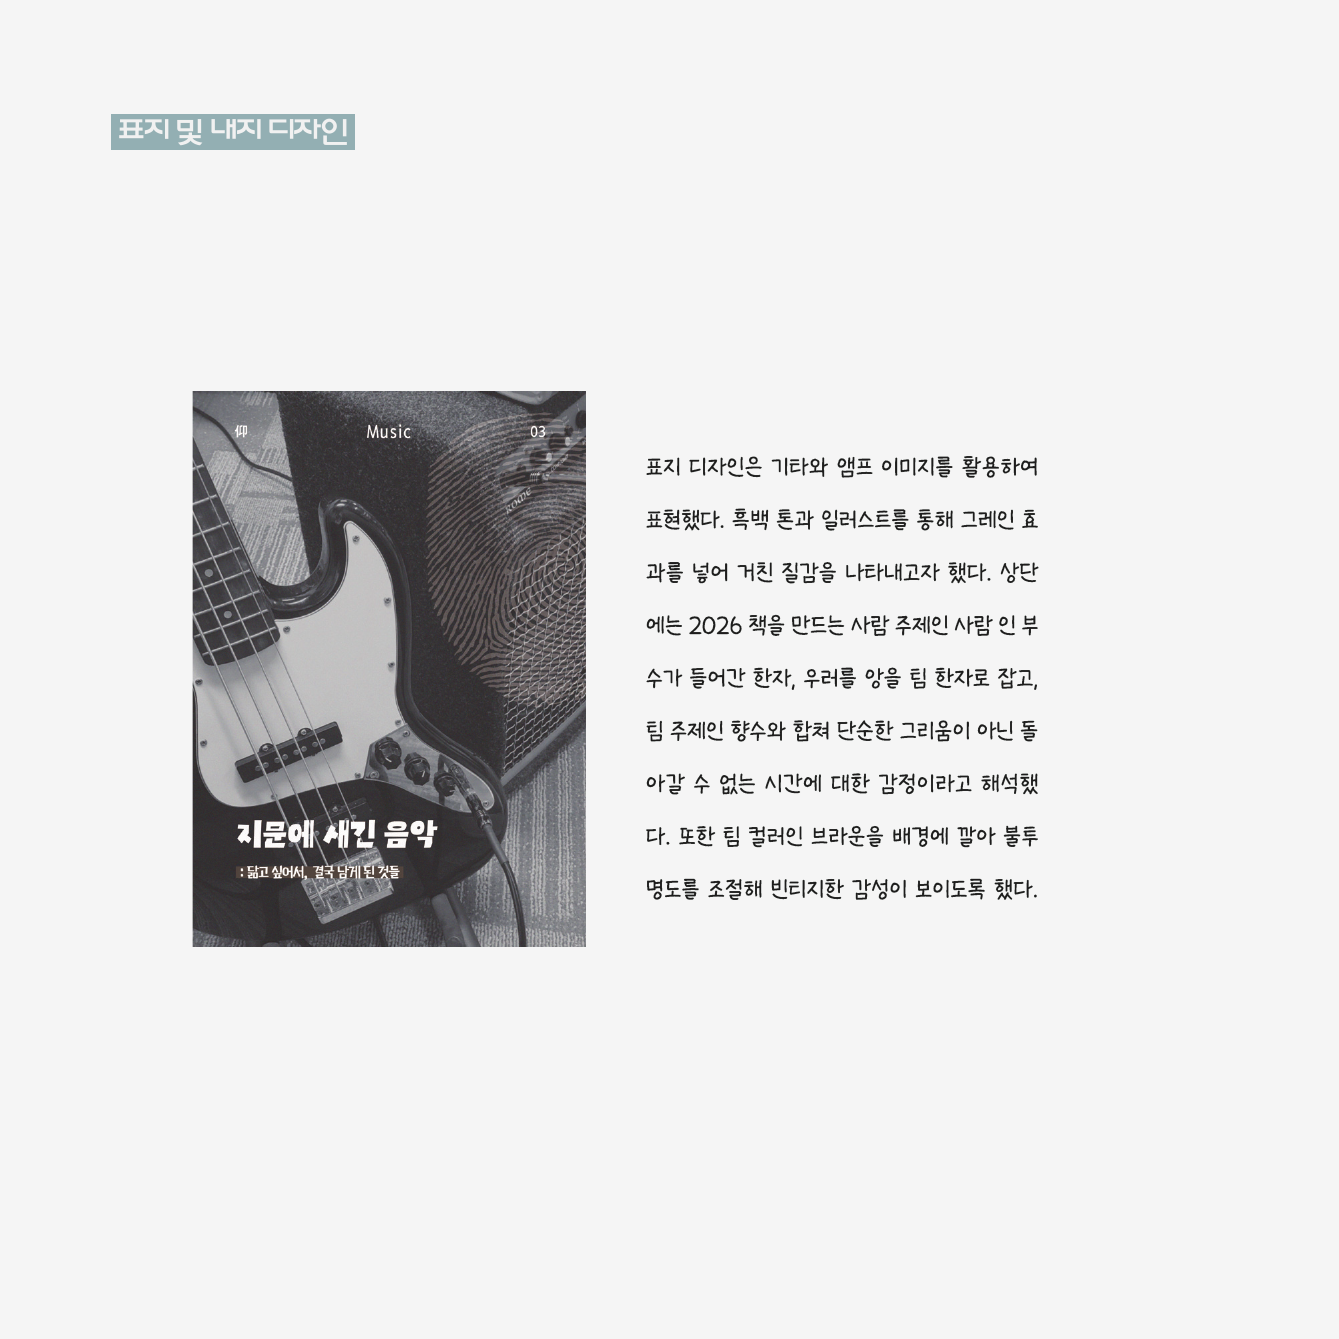 표지 및 내지 디자인
仰 Music 03
지문에 새긴 음악
: 닮고 싶어서, 결국 남게 된 것들
표지 디자인은 기타와 앰프 이미지를 활용하여
표현했다. 흑백 톤과 일러스트를 통해 그레인 효
과를 넣어 거친 질감을 나타내고자 했다. 상단
에는 2026 책을 만드는 사람 주제인 사람 인 부
수가 들어간 한자, 우러를 앙을 팀 한자로 잡고,
팀 주제인 향수와 합쳐 단순한 그리움이 아닌 돌
아갈 수 없는 시간에 대한 감정이라고 해석했
다. 또한 팀 컬러인 브라운을 배경에 깔아 불투
명도를 조절해 빈티지한 감성이 보이도록 했다.